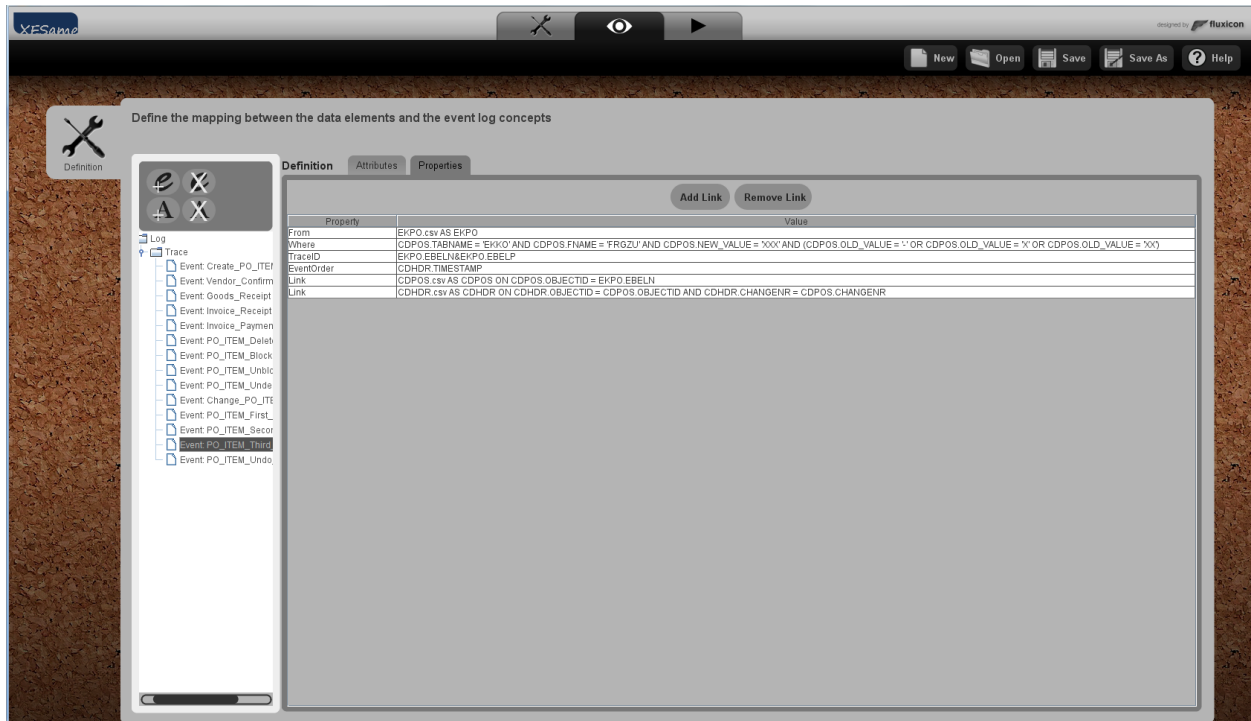 XESame
designed by fluxicon
New Open Save Save As Help
Define the mapping between the data elements and the event log concepts
Definition
Definition Attributes Properties
Add Link Remove Link
Property Value
From EKPO.csv AS EKPO
Where CDPOS.TABNAME = 'EKKO' AND CDPOS.FNAME = 'FRGZU' AND CDPOS.NEW_VALUE = 'XXX' AND (CDPOS.OLD_VALUE = '-' OR CDPOS.OLD_VALUE = 'X' OR CDPOS.OLD_VALUE = 'XX')
TraceID EKPO.EBELN&EKPO.EBELP
EventOrder CDHDR.TIMESTAMP
Link CDPOS.csv AS CDPOS ON CDPOS.OBJECTID = EKPO.EBELN
Link CDHDR.csv AS CDHDR ON CDHDR.OBJECTID = CDPOS.OBJECTID AND CDHDR.CHANGENR = CDPOS.CHANGENR
Log
Trace
Event: Create_PO_ITEM
Event: Vendor_Confirm
Event: Goods_Receipt
Event: Invoice_Receipt
Event: Invoice_Paymen
Event: PO_ITEM_Delet
Event: PO_ITEM_Block
Event: PO_ITEM_Unblo
Event: PO_ITEM_Unde
Event: Change_PO_ITE
Event: PO_ITEM_First_
Event: PO_ITEM_Secon
Event: PO_ITEM_Third
Event: PO_ITEM_Undo_